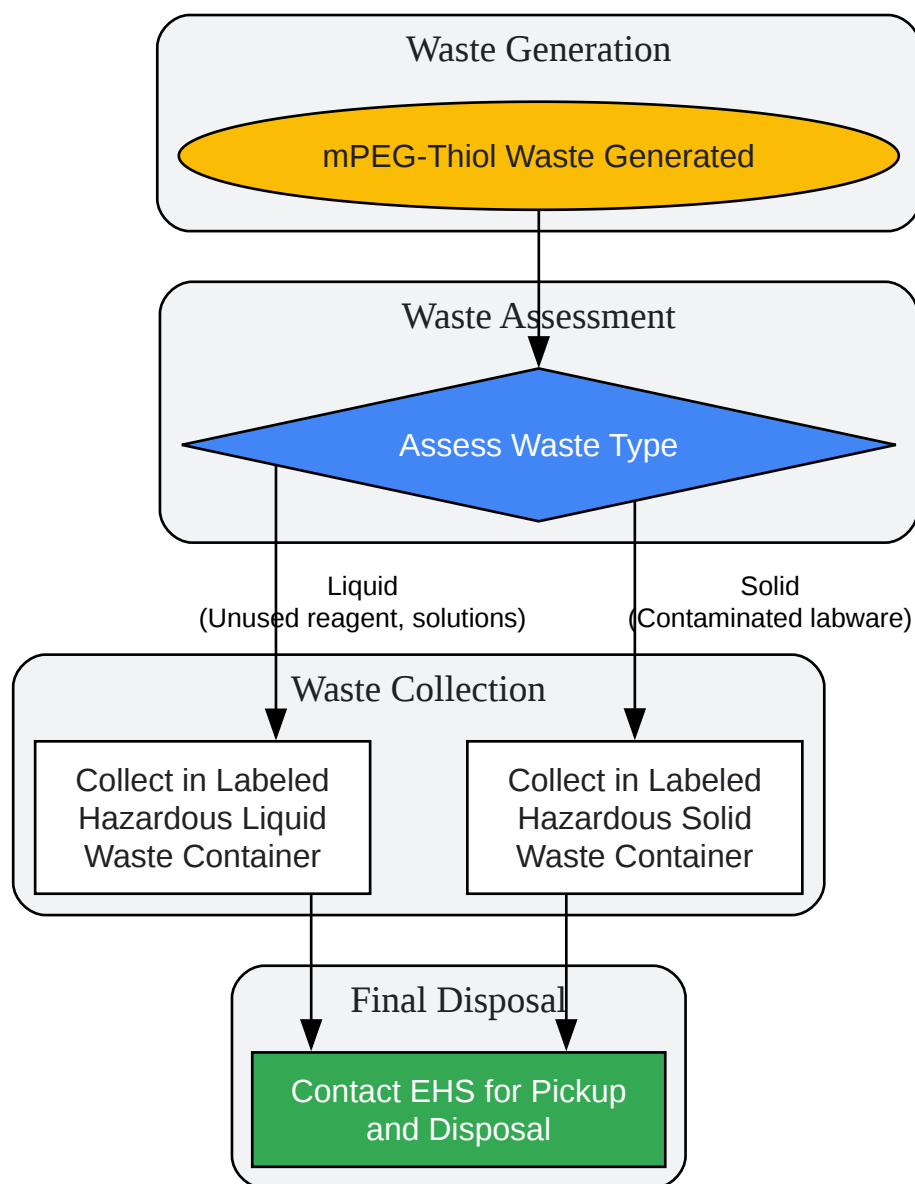 Waste Generation
mPEG-Thiol Waste Generated
Waste Assessment
Assess Waste Type
Liquid
(Unused reagent, solutions)
Solid
(Contaminated labware)
Waste Collection
Collect in Labeled
Hazardous Liquid
Waste Container
Collect in Labeled
Hazardous Solid
Waste Container
Final Disposal
Contact EHS for Pickup
and Disposal